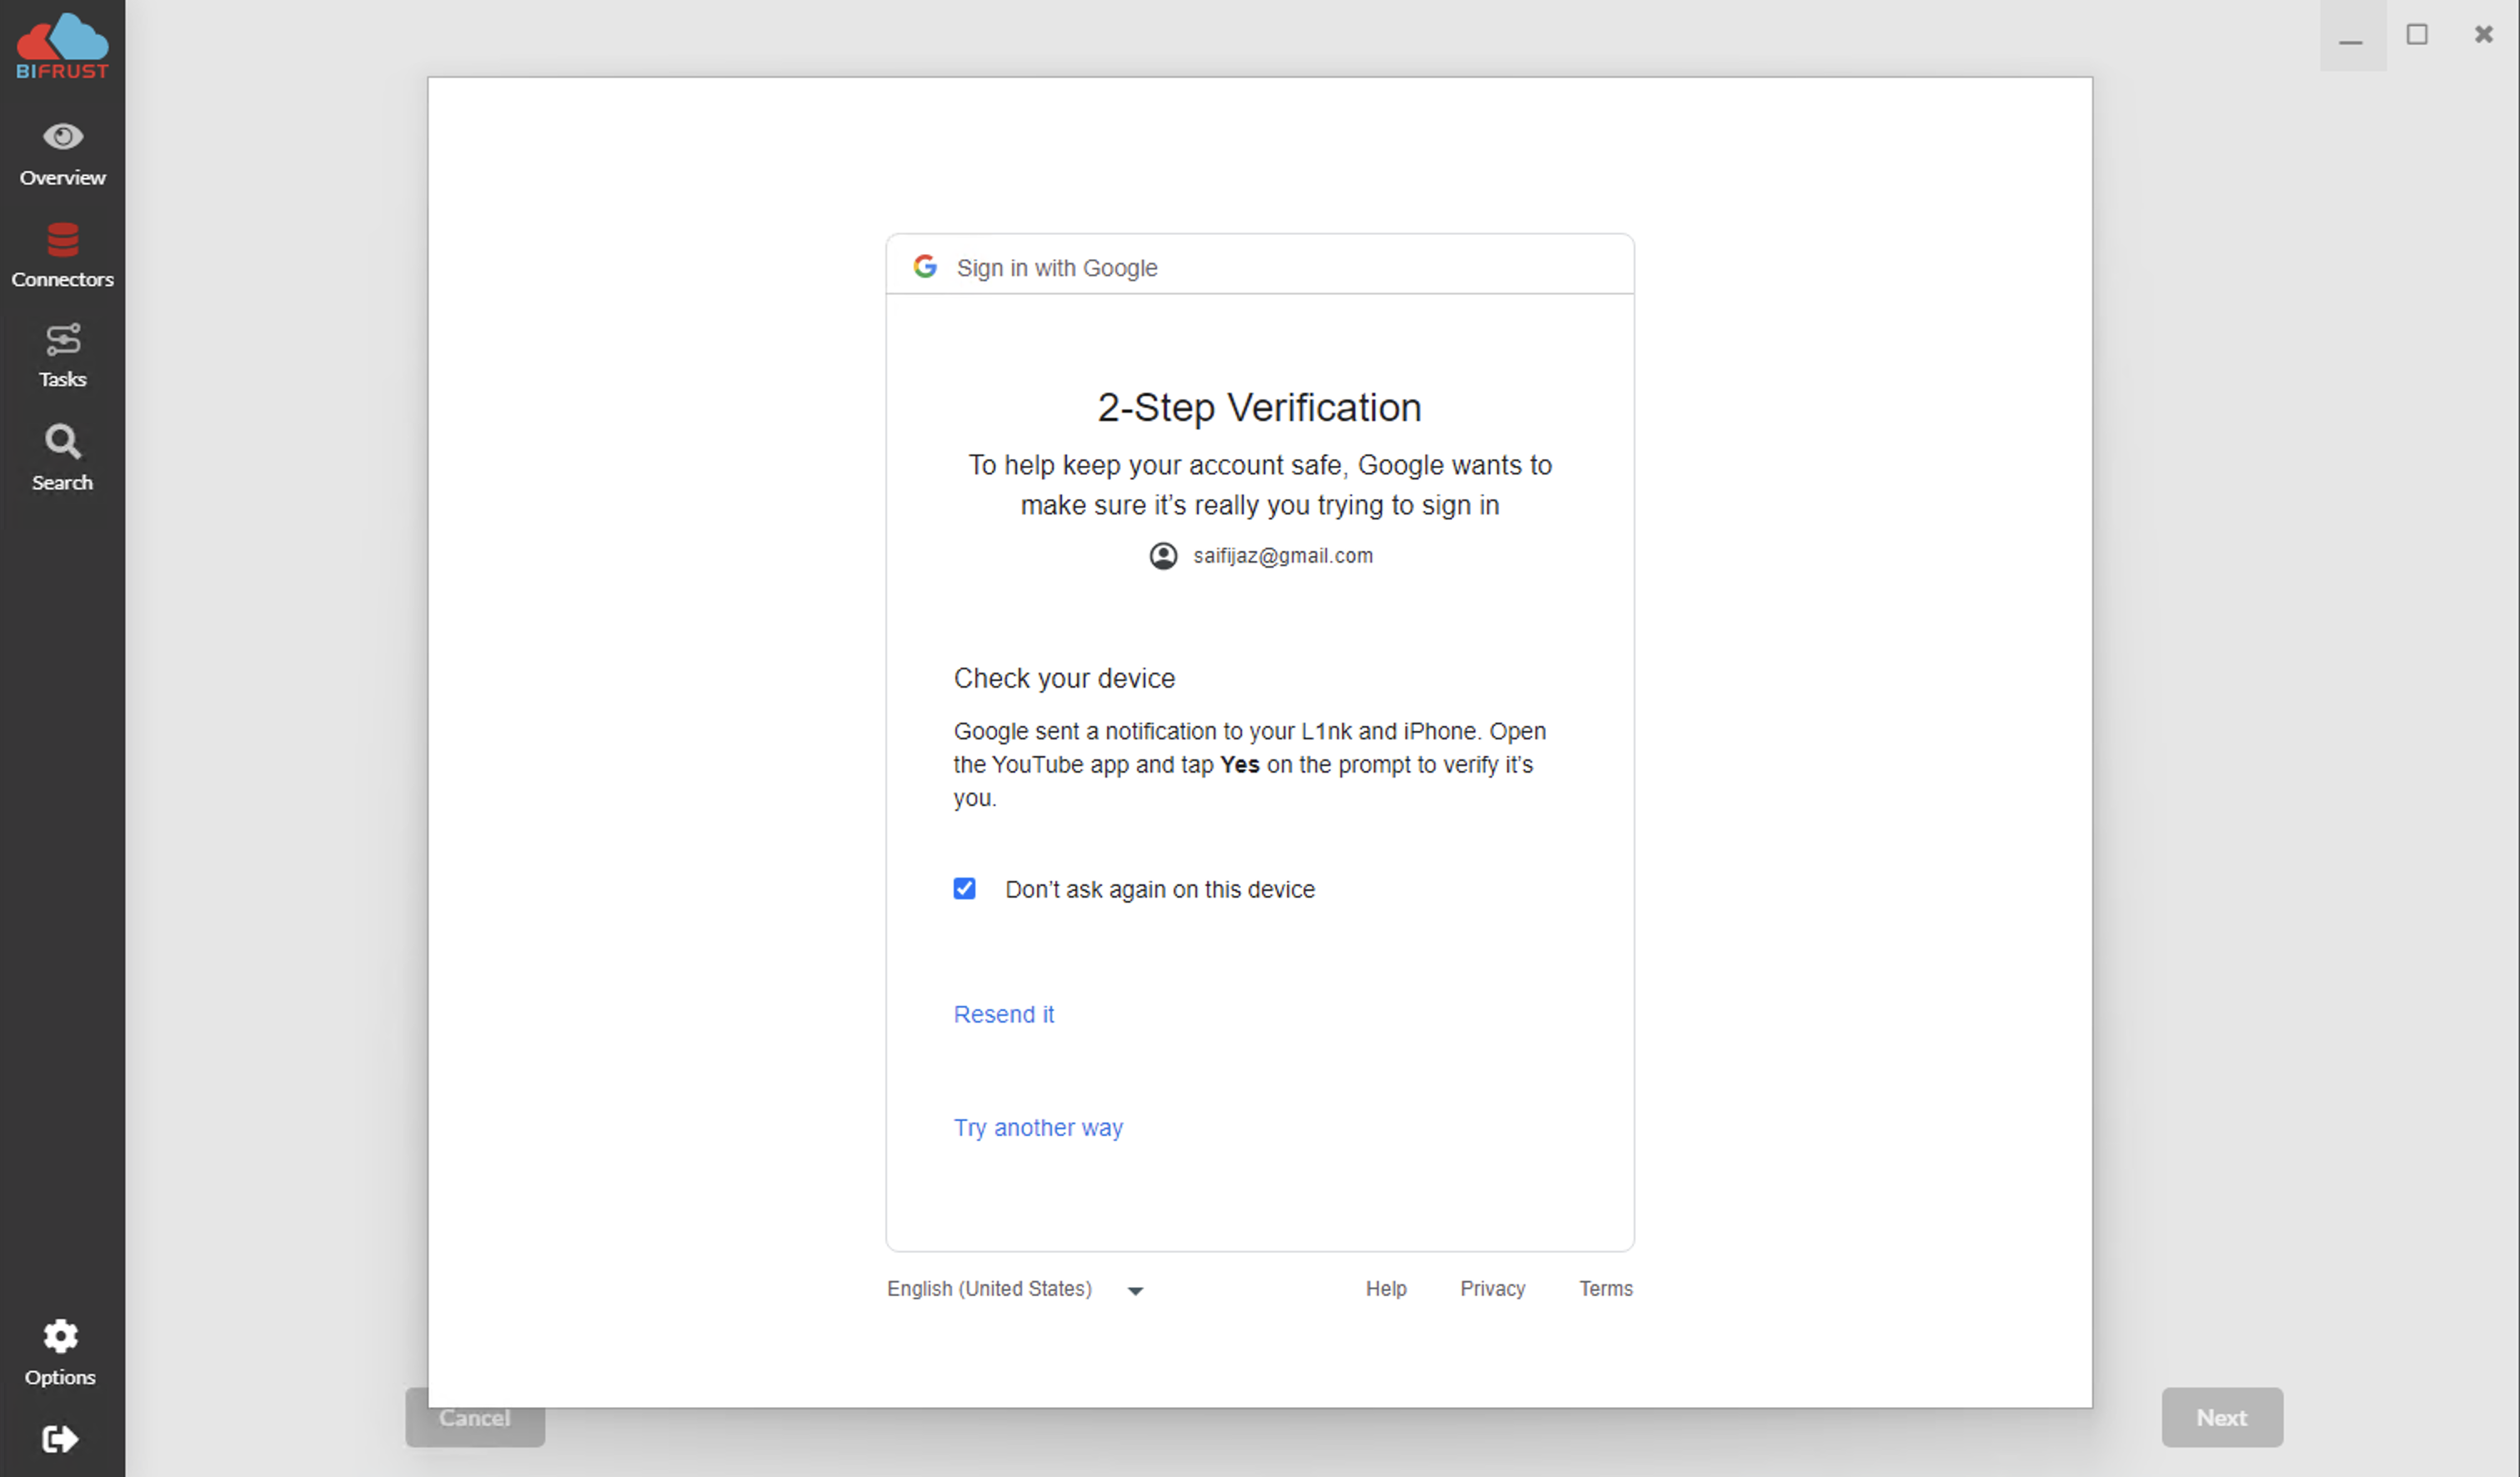 BIFRUST
Overview
Connectors
Tasks
Search
Options
Sign in with Google
2-Step Verification
To help keep your account safe, Google wants to
make sure it’s really you trying to sign in
saifijaz@gmail.com
Check your device
Google sent a notification to your L1nk and iPhone. Open
the YouTube app and tap Yes on the prompt to verify it’s
you.
Don’t ask again on this device
Resend it
Try another way
English (United States)
Help Privacy Terms
Cancel
Next